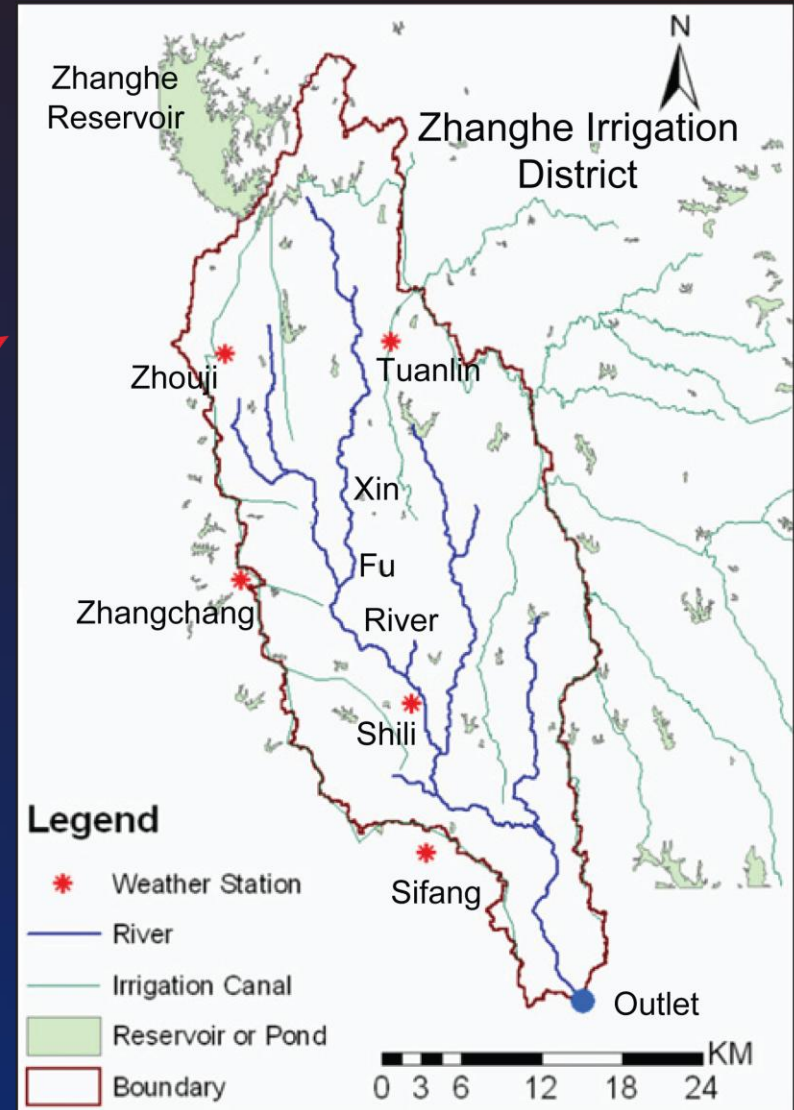 N
Zhanghe
Reservoir
Zhanghe Irrigation
District
Zhouji
Tuanlin
Xin
Fu
Zhangchang
River
Shili
Sifang
Outlet
Legend
Weather Station
River
Irrigation Canal
Reservoir or Pond
Boundary
KM
0 3 6 12 18 24